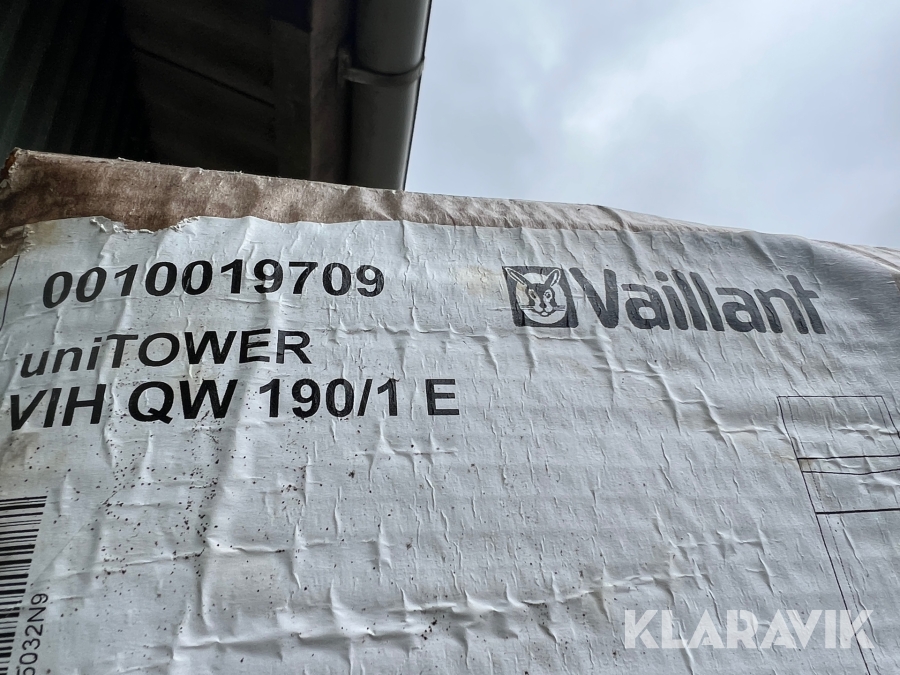 0010019709
Vaillant
uniTOWER
VIH QW 190/1 E
5032N9
KLARAVIK